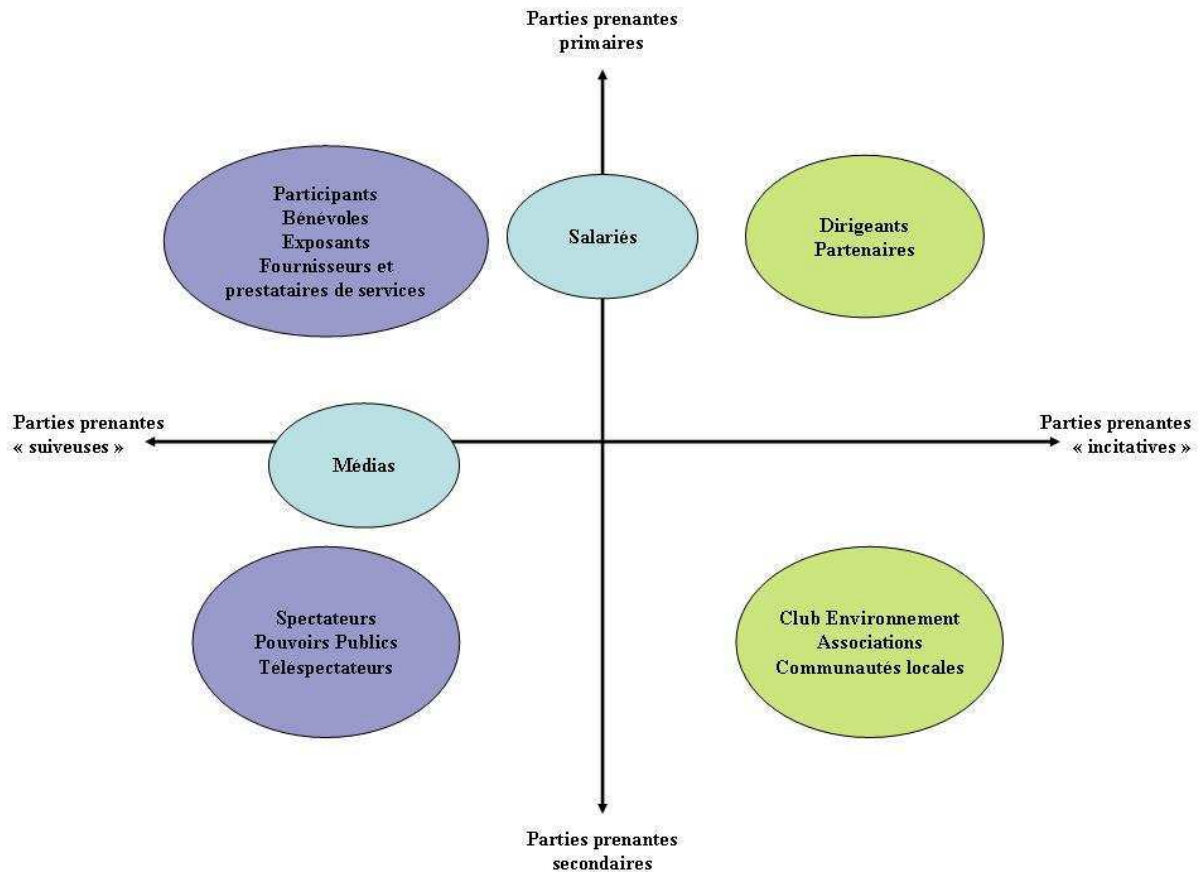 Parties prenantes
primaires
Participants
Bénévoles
Exposants
Fournisseurs et
prestataires de services
Salariés
Dirigeants
Partenaires
Parties prenantes
« suiveuses »
Médias
Parties prenantes
« incitatives »
Spectateurs
Pouvoirs Publics
Téléspectateurs
Club Environnement
Associations
Communautés locales
Parties prenantes
secondaires